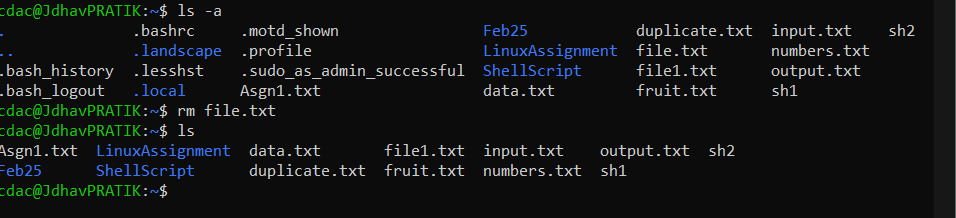 cdac@JdhavPRATIK:~$ ls -a
. .bashrc .motd_shown Feb25 duplicate.txt input.txt sh2
.. .landscape .profile LinuxAssignment file.txt numbers.txt
.bash_history .lesshst .sudo_as_admin_successful ShellScript file1.txt output.txt
.bash_logout .local Asgn1.txt data.txt fruit.txt sh1
cdac@JdhavPRATIK:~$ rm file.txt
cdac@JdhavPRATIK:~$ ls
Asgn1.txt LinuxAssignment data.txt file1.txt input.txt output.txt sh2
Feb25 ShellScript duplicate.txt fruit.txt numbers.txt sh1
cdac@JdhavPRATIK:~$